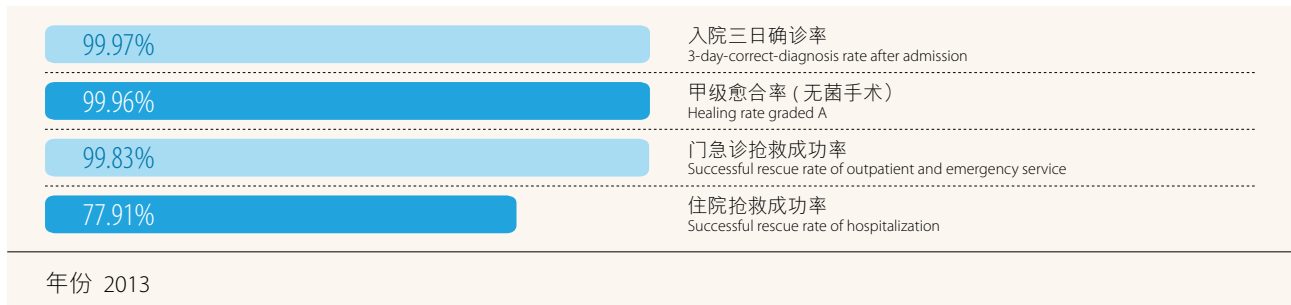 99.97%
入院三日确诊率
3-day-correct-diagnosis rate after admission
99.96%
甲级愈合率 ( 无菌手术）
Healing rate graded A
99.83%
门急诊抢救成功率
Successful rescue rate of outpatient and emergency service
77.91%
住院抢救成功率
Successful rescue rate of hospitalization
年份 2013